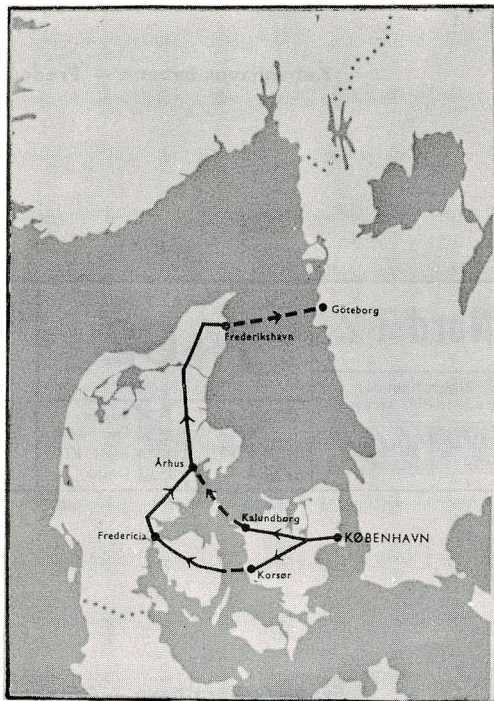 Göteborg
Frederikshavn
Århus
Kalundborg
Fredericia
KØBENHAVN
Korsør